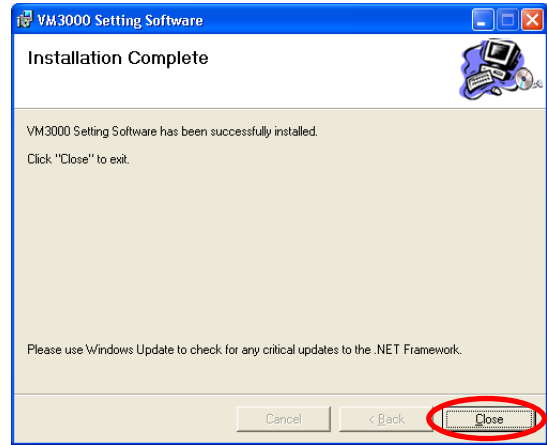 VM3000 Setting Software
Installation Complete
VM3000 Setting Software has been successfully installed.
Click "Close" to exit.
Please use Windows Update to check for any critical updates to the .NET Framework.
Cancel
< Back
Close